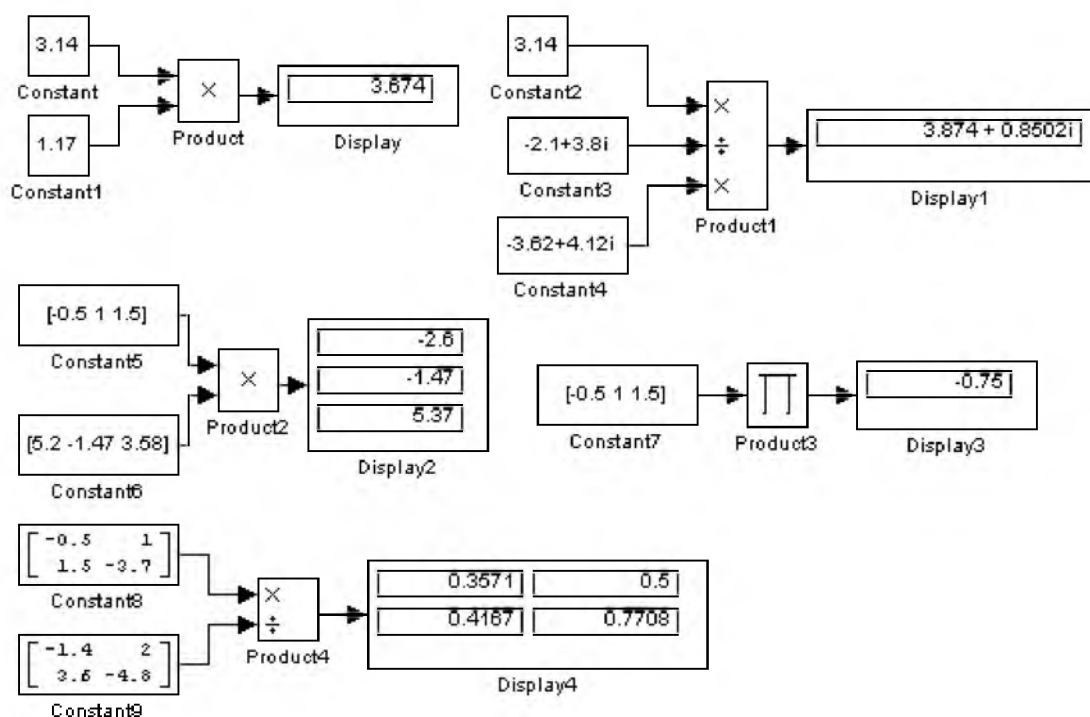 3.14
Constant
1.17
Constant1
×
Product
3.674
Display
3.14
Constant2
-2.1+3.8i
Constant3
-3.62+4.12i
Constant4
×
÷
×
Product1
3.874 + 0.8502i
Display1
[-0.5 1 1.5]
Constant5
[5.2 -1.47 3.58]
Constant6
×
Product2
-2.6
-1.47
5.37
Display2
[-0.5 1 1.5]
Constant7
∏
Product3
-0.75
Display3
-0.5 1
1.5 -3.7
Constant8
-1.4 2
3.6 -4.8
Constant9
×
÷
Product4
0.3571 0.5
0.4167 0.7708
Display4